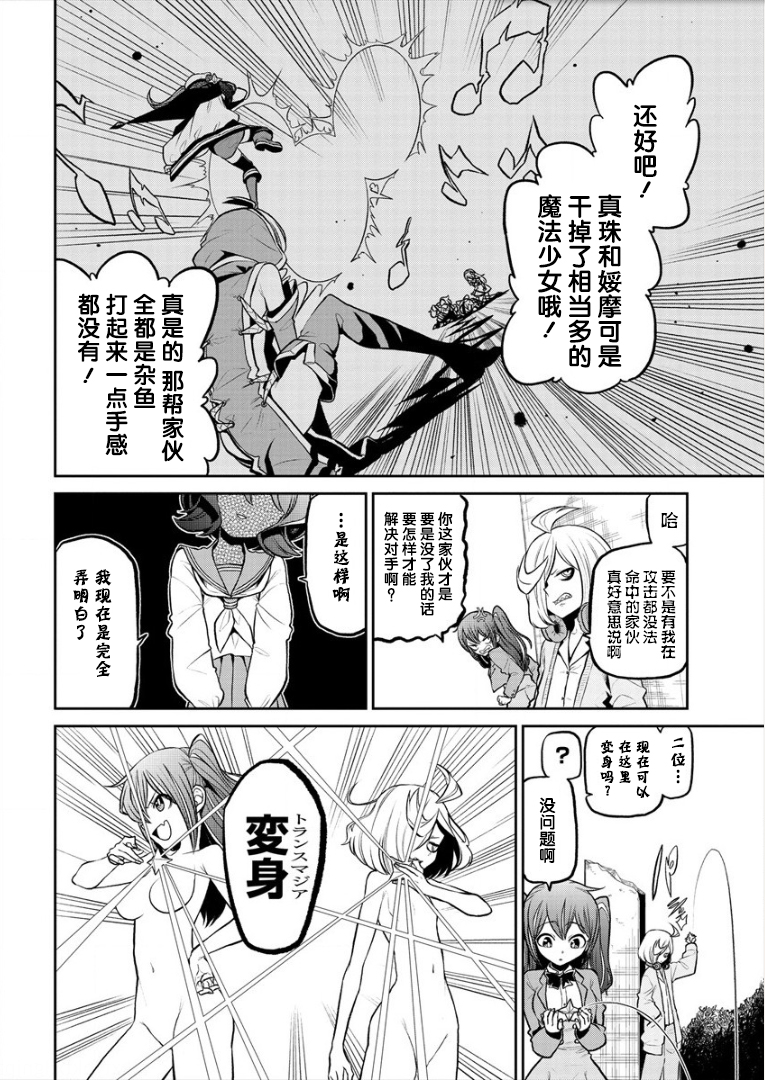 还好吧！
真珠和娞摩可是
干掉了相当多的
魔法少女哦！
真是的 那帮家伙
全都是杂鱼
打起来一点手感
都没有！
哈
要不是有我在
攻击都没法
命中的家伙
真好意思说啊
你这家伙才是
要是没了我的话
要怎样才能
解决对手啊？
…是这样啊
我现在是完全
弄明白了
二位…
现在可以
在这里
变身吗？
？
没问题啊
変身
トランスマジア